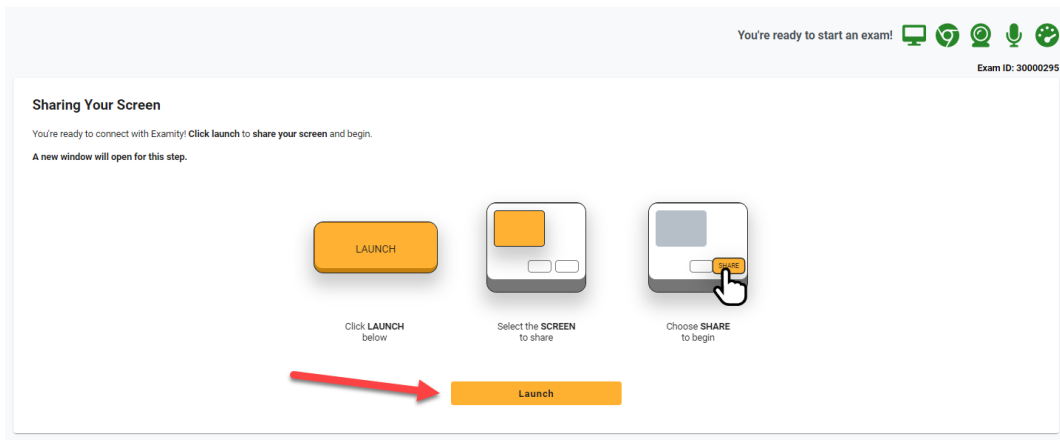 You're ready to start an exam!
Exam ID: 30000295
Sharing Your Screen
You're ready to connect with Examity! Click launch to share your screen and begin.
A new window will open for this step.
LAUNCH
SHARE
Click LAUNCH
below
Select the SCREEN
to share
Choose SHARE
to begin
Launch